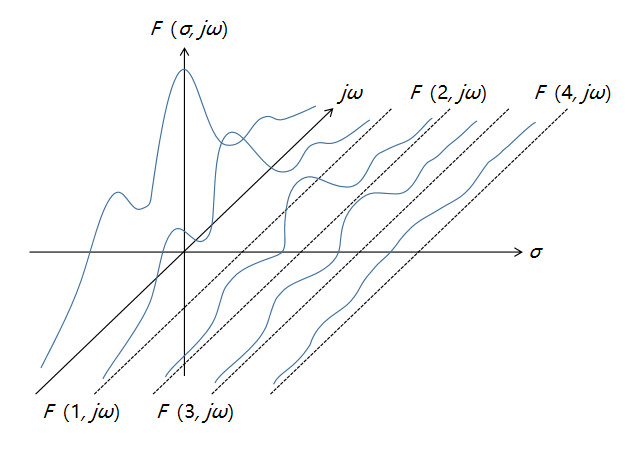 F (σ, jω)
jω
F (2, jω)
F (4, jω)
σ
F (1, jω)
F (3, jω)